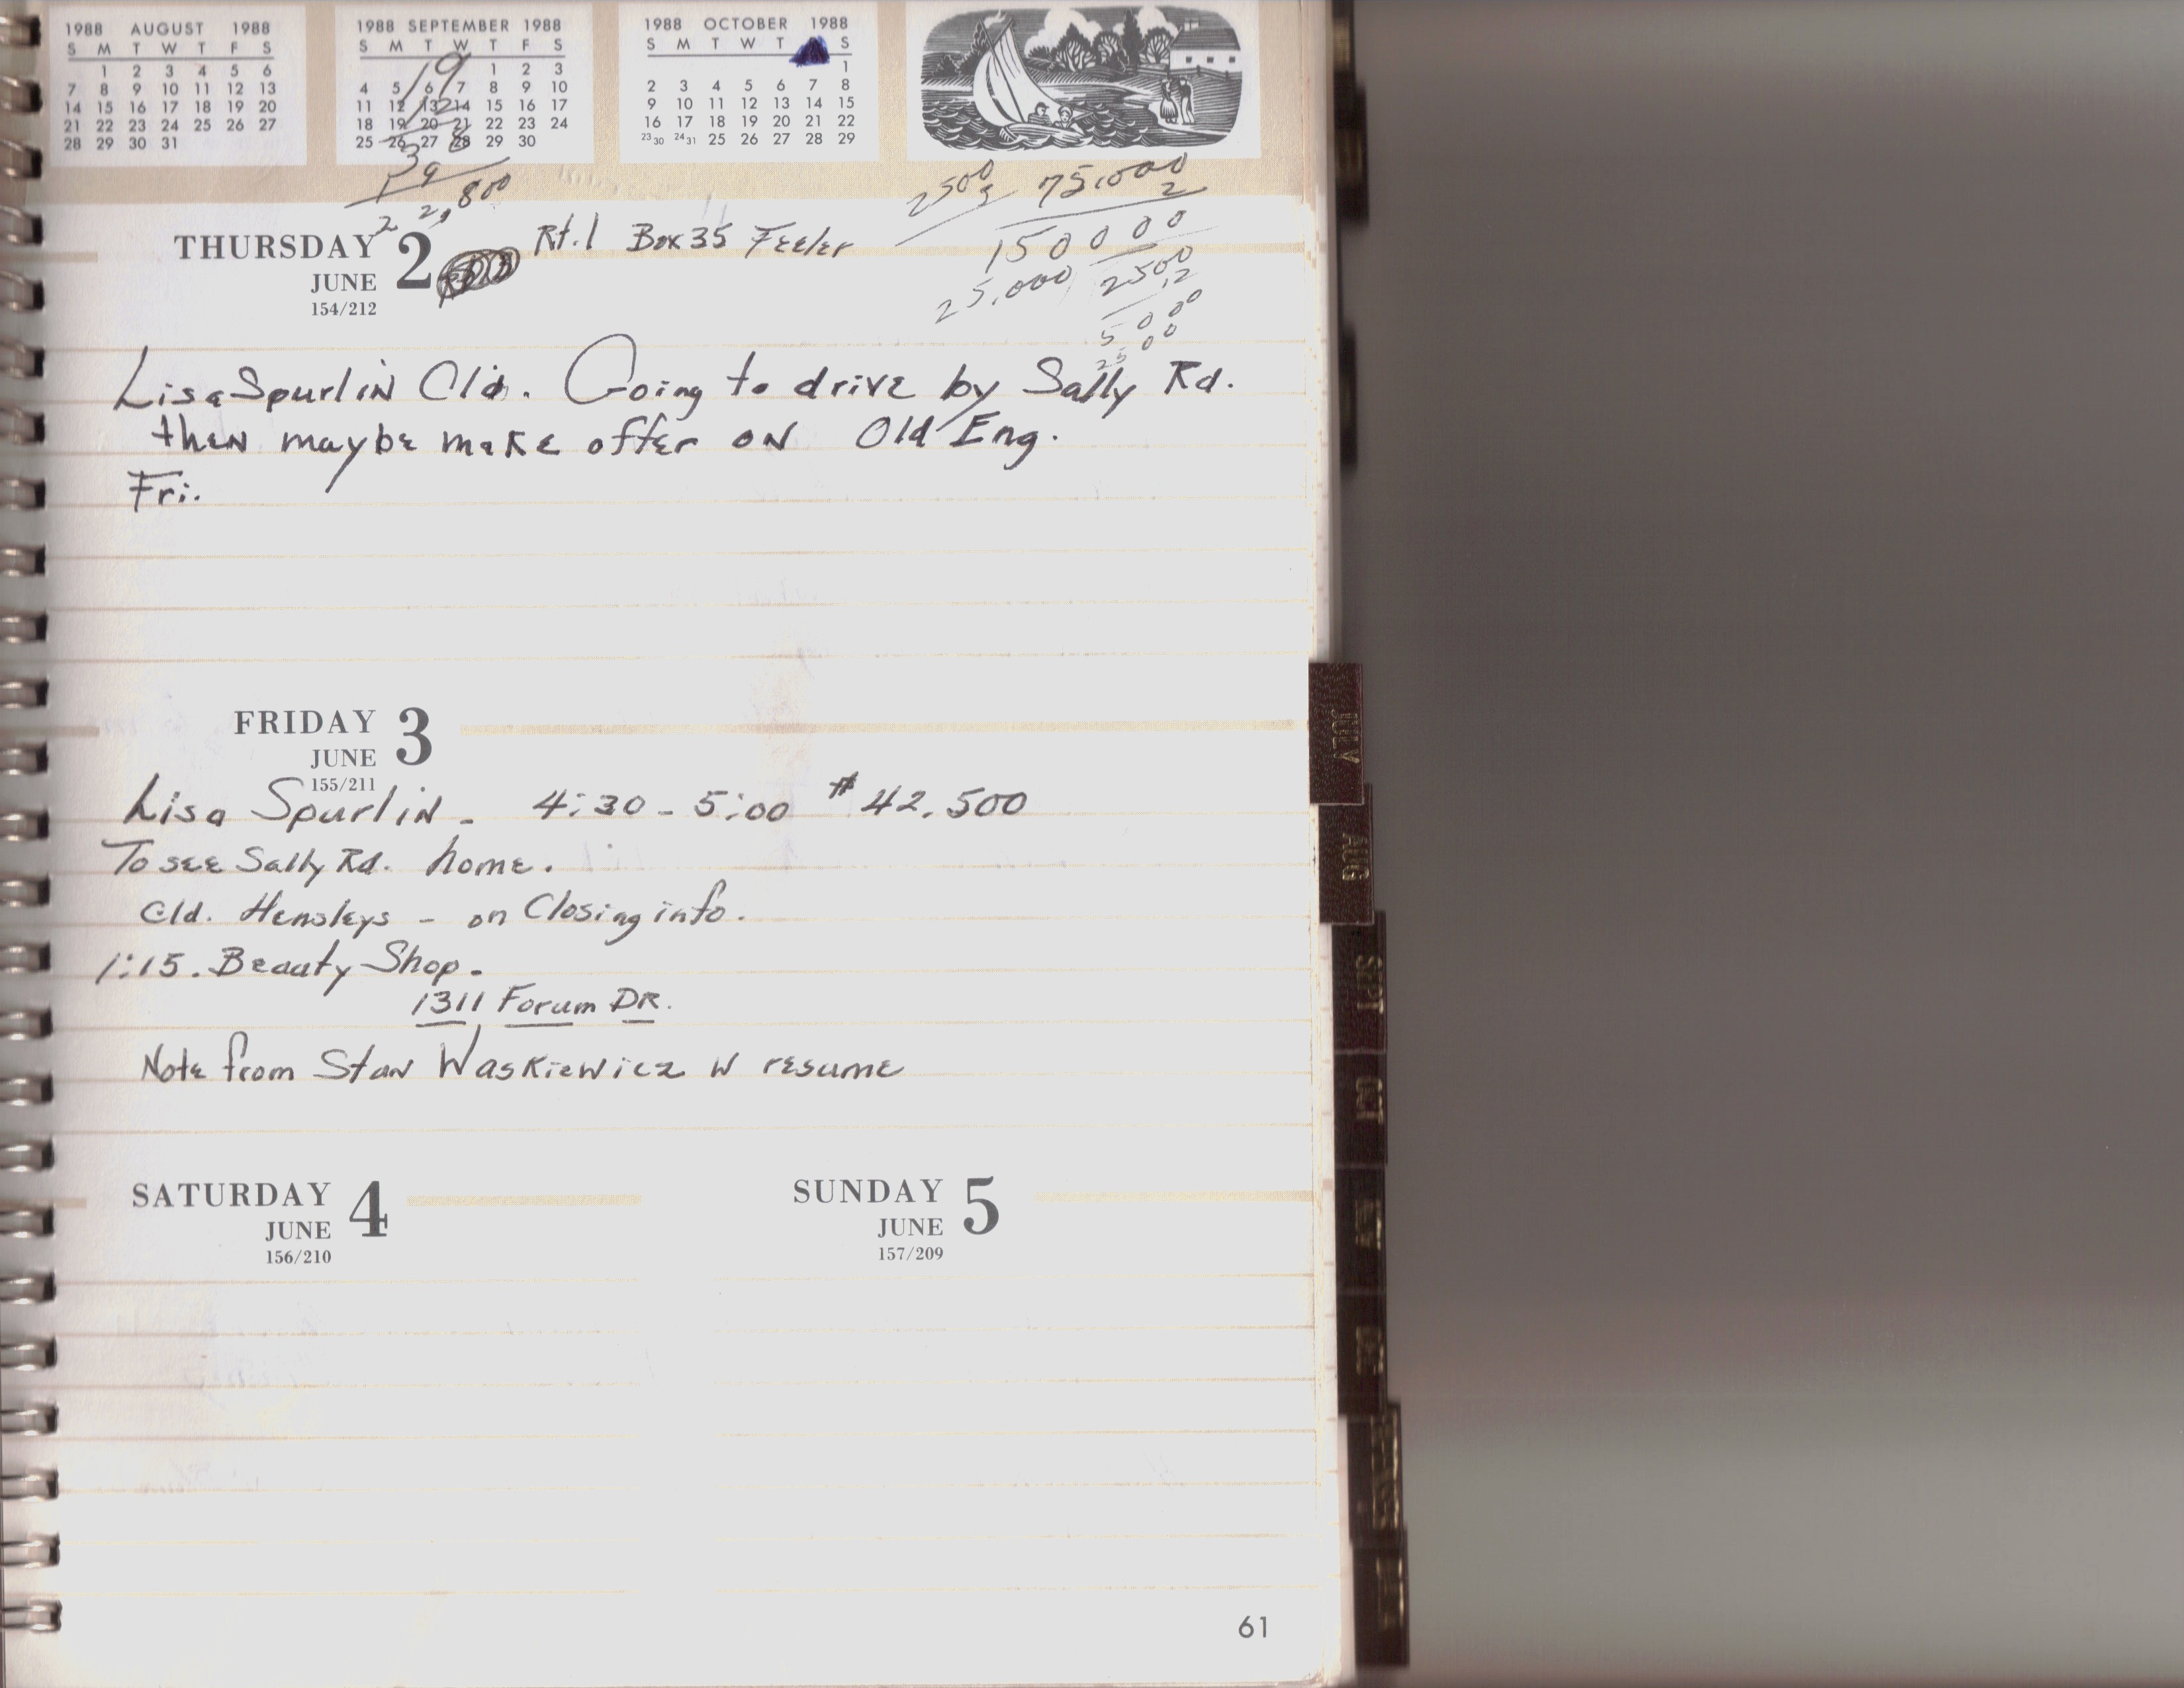 1988 AUGUST 1988
S M T W T F S
1 2 3 4 5 6
7 8 9 10 11 12 13
14 15 16 17 18 19 20
21 22 23 24 25 26 27
28 29 30 31
1988 SEPTEMBER 1988
S M T W T F S
1 2 3
4 5 6 7 8 9 10
11 12 13 14 15 16 17
18 19 20 21 22 23 24
25 26 27 28 29 30
1988 OCTOBER 1988
S M T W T S
1
2 3 4 5 6 7 8
9 10 11 12 13 14 15
16 17 18 19 20 21 22
23 30 24 31 25 26 27 28 29
19
12
8
39
19
22,800
2500
3
75,000
2
150000
25,000
2500
.2
5000
2500
THURSDAY 2
JUNE
154/212
Rt.1 Box 35 Feeler
Lisa Spurlin Cld. Going to drive by Sally Rd.
then maybe make offer on Old Eng.
Fri.
FRIDAY 3
JUNE
155/211
Lisa Spurlin - 4:30 - 5:00 # 42,500
To see Sally Rd. home.
Cld. Hensleys - on Closing info.
1:15. Beauty Shop.
1311 Forum DR.
Note from Stan Waskiewicz W resume
SATURDAY 4
JUNE
156/210
SUNDAY 5
JUNE
157/209
61
JULY
AUG
SEPT
OCT